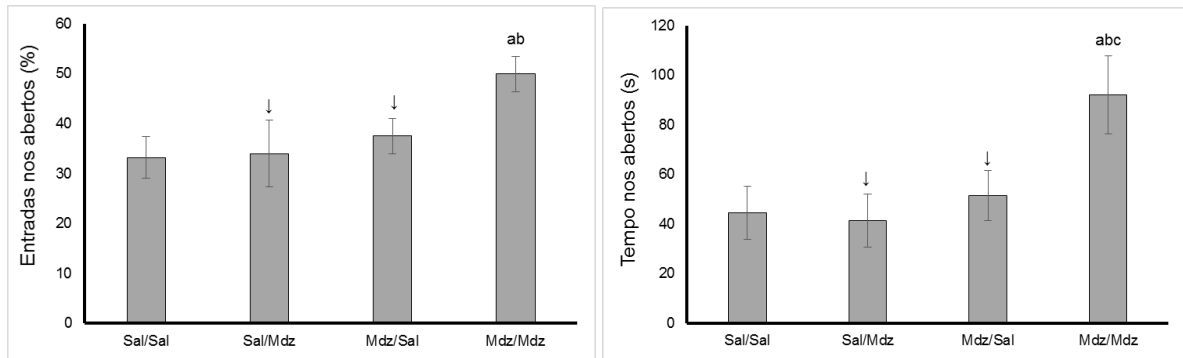 Entradas nos abertos (%)
60
50
40
30
20
10
0
↓
↓
ab
Sal/Sal
Sal/Mdz
Mdz/Sal
Mdz/Mdz
Tempo nos abertos (s)
120
100
80
60
40
20
0
↓
↓
abc
Sal/Sal
Sal/Mdz
Mdz/Sal
Mdz/Mdz